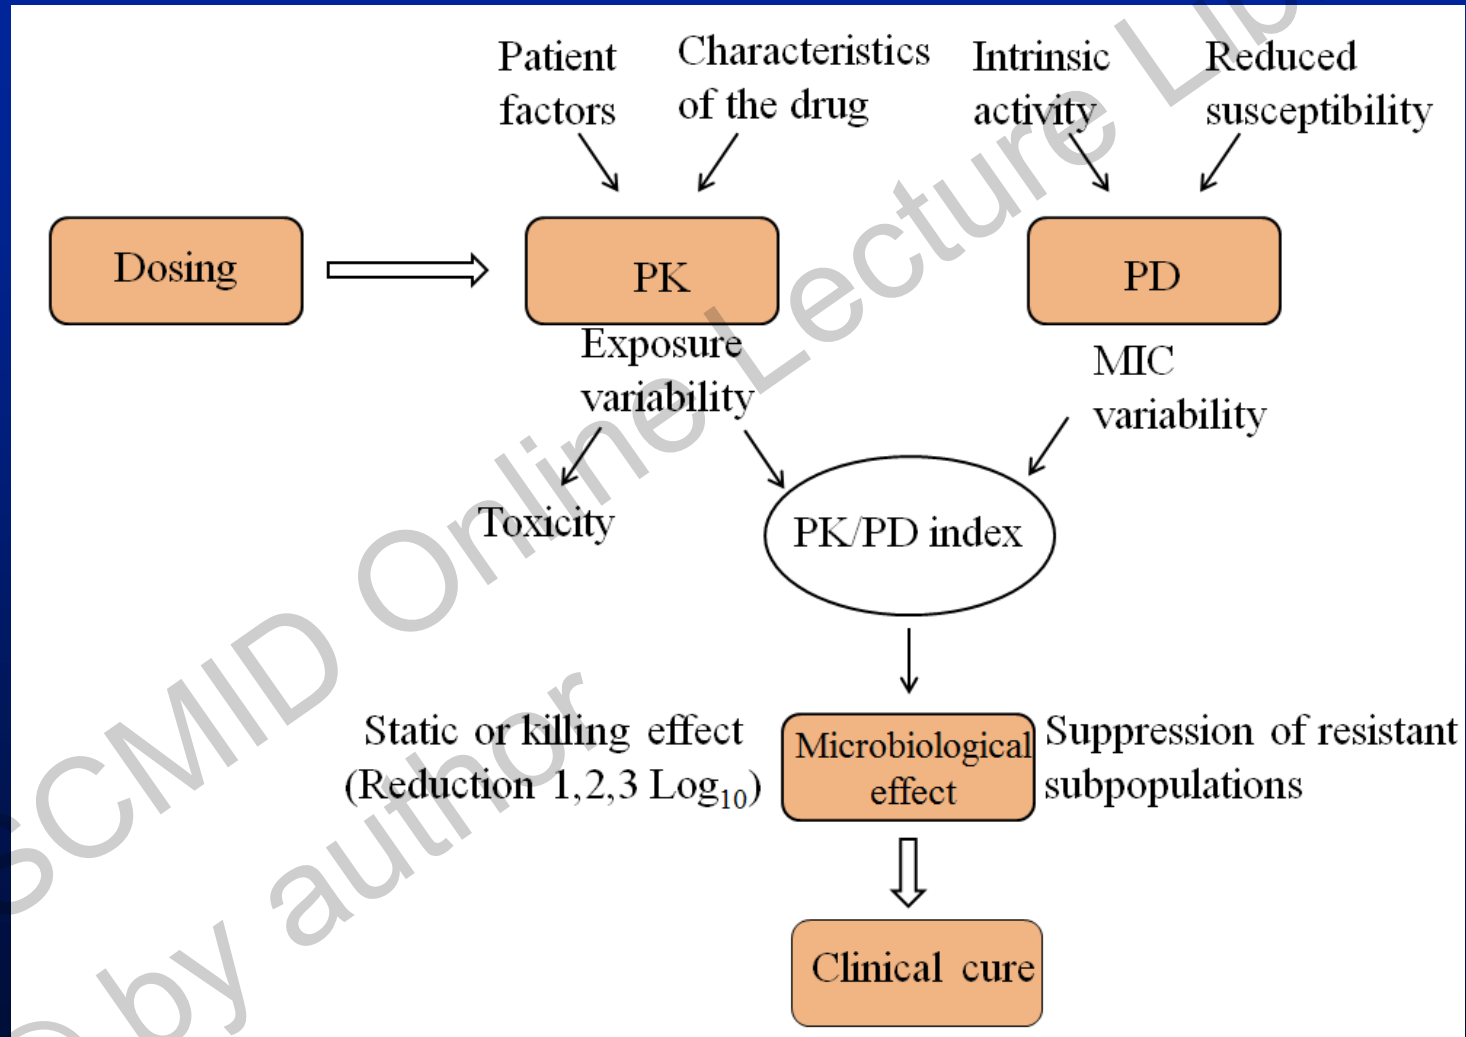 Patient
factors
Characteristics
of the drug
Intrinsic
activity
Reduced
susceptibility
Dosing
PK
PD
Exposure
variability
MIC
variability
Toxicity
PK/PD index
Static or killing effect
(Reduction 1,2,3 Log₁₀)
Microbiological
effect
Suppression of resistant
subpopulations
Clinical cure
SCMID Online Lecture Lib
© by author